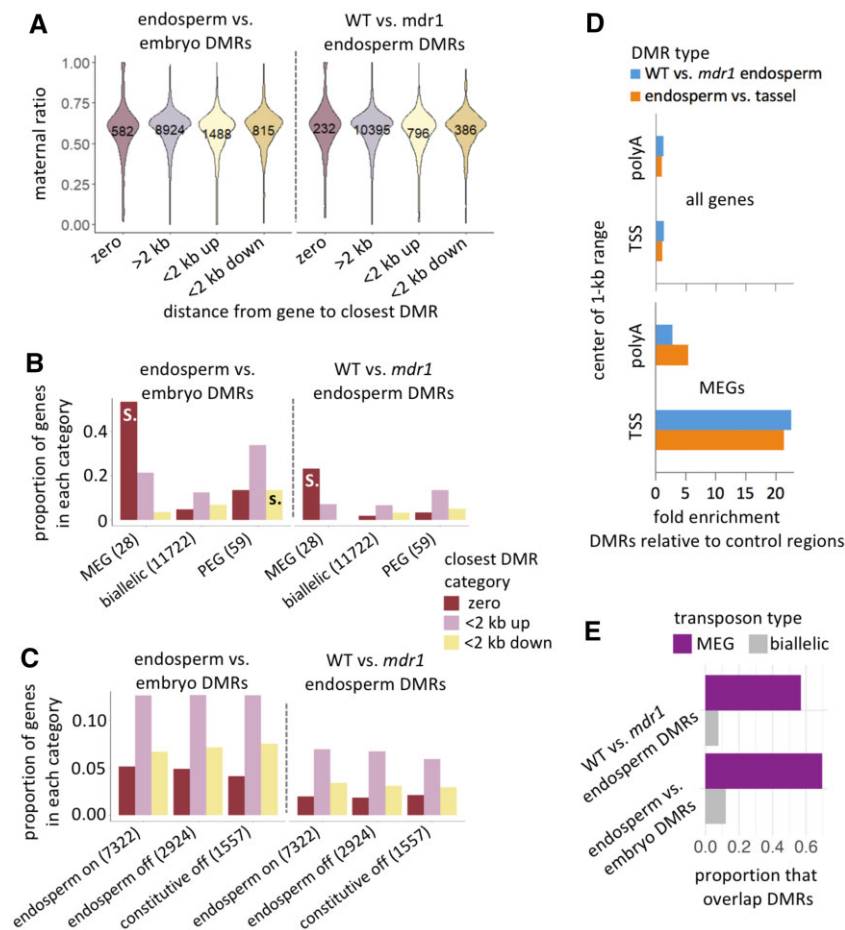 A
endosperm vs.
embryo DMRs
WT vs. mdr1
endosperm DMRs
maternal ratio
1.00
0.75
0.50
0.25
0.00
582
8924
1488
815
232
10395
796
386
zero
>2 kb
<2 kb up
<2 kb down
zero
>2 kb
<2 kb up
<2 kb down
distance from gene to closest DMR
B
endosperm vs.
embryo DMRs
WT vs. mdr1
endosperm DMRs
proportion of genes
in each category
0.4
0.2
0
S.
s.
S.
MEG (28)
biallelic (11722)
PEG (59)
MEG (28)
biallelic (11722)
PEG (59)
closest DMR
category
zero
<2 kb up
<2 kb down
C
endosperm vs.
embryo DMRs
WT vs. mdr1
endosperm DMRs
proportion of genes
in each category
0.10
0.05
0.00
endosperm on (7322)
endosperm off (2924)
constitutive off (1557)
endosperm on (7322)
endosperm off (2924)
constitutive off (1557)
D
DMR type
WT vs. mdr1 endosperm
endosperm vs. tassel
center of 1-kb range
polyA
TSS
all genes
polyA
TSS
MEGs
0 5 10 15 20
fold enrichment
DMRs relative to control regions
E
transposon type
MEG biallelic
WT vs. mdr1
endosperm DMRs
endosperm vs.
embryo DMRs
0.0 0.2 0.4 0.6
proportion that
overlap DMRs